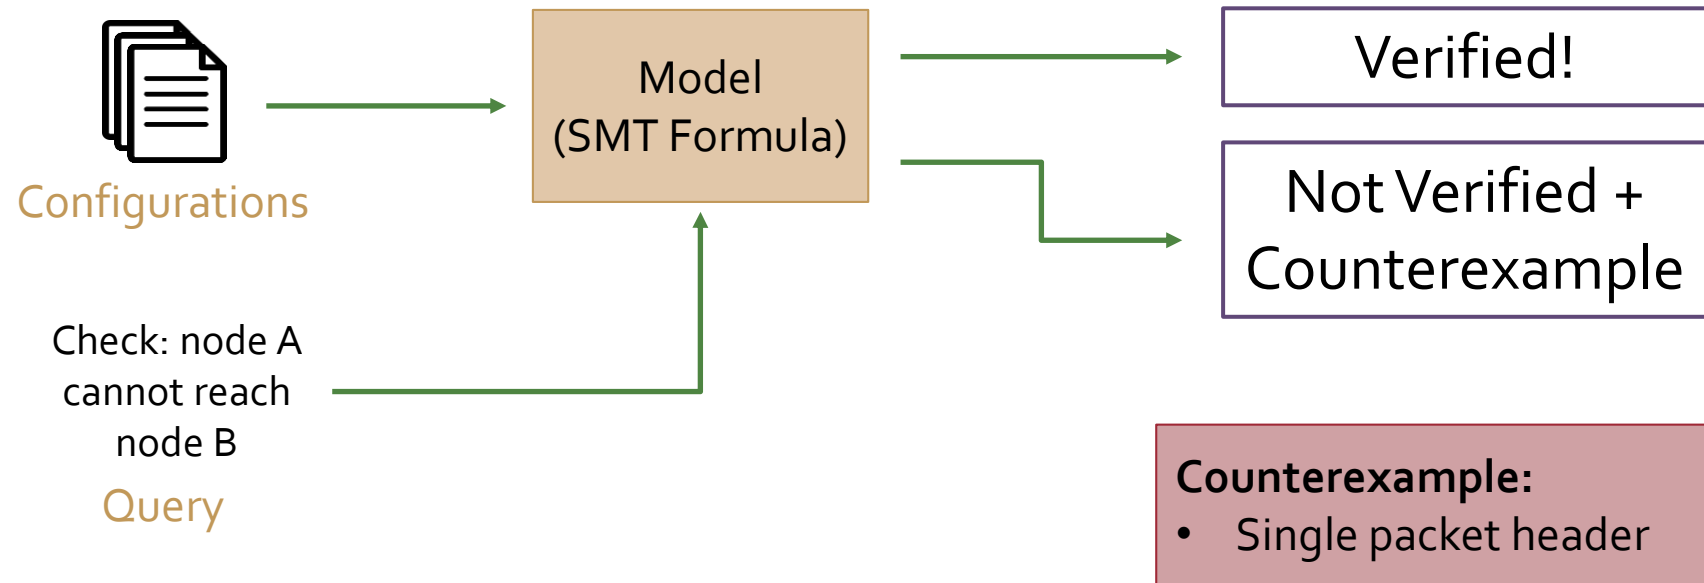 Configurations
Check: node A
cannot reach
node B
Query
Model
(SMT Formula)
Verified!
Not Verified +
Counterexample
Counterexample:
• Single packet header